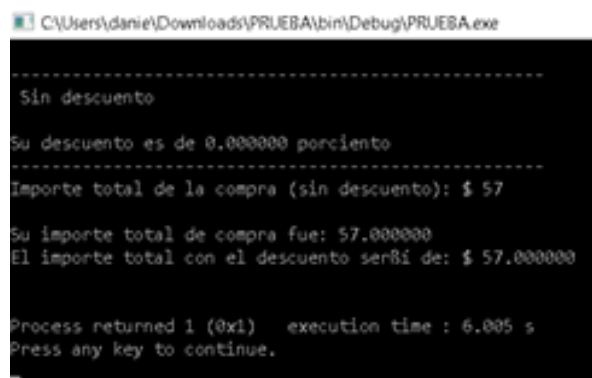 C:\Users\danie\Downloads\PRUEBA\bin\Debug\PRUEBA.exe
--------------------------------------------------
Sin descuento
Su descuento es de 0.000000 porciento
--------------------------------------------------
Importe total de la compra (sin descuento): $ 57
Su importe total de compra fue: 57.000000
El importe total con el descuento serßí de: $ 57.000000
Process returned 1 (0x1)   execution time : 6.005 s
Press any key to continue.